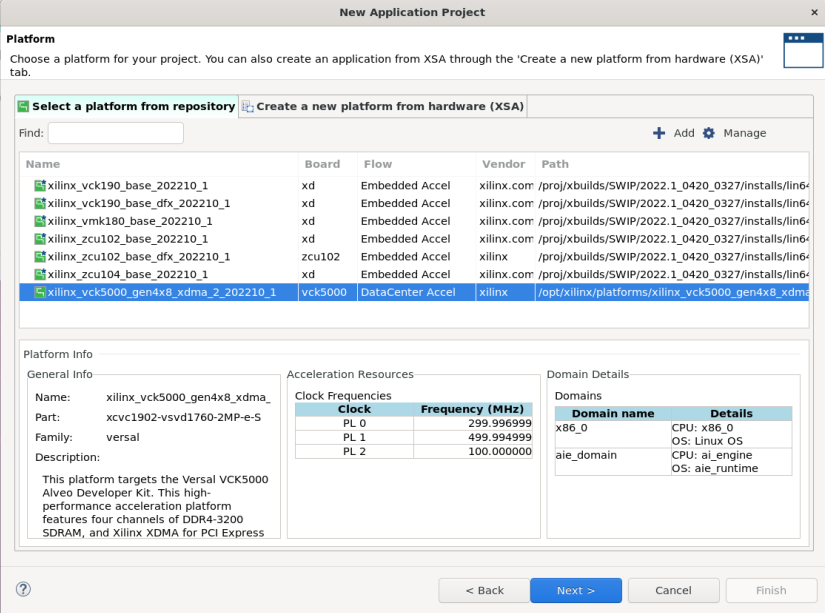 New Application Project
×
Platform
Choose a platform for your project. You can also create an application from XSA through the 'Create a new platform from hardware (XSA)'
tab.
Select a platform from repository Create a new platform from hardware (XSA)
Find: Add Manage
Name Board Flow Vendor Path
xilinx_vck190_base_202210_1 xd Embedded Accel xilinx.com /proj/xbuilds/SWIP/2022.1_0420_0327/installs/lin64
xilinx_vck190_base_dfx_202210_1 xd Embedded Accel xilinx.com /proj/xbuilds/SWIP/2022.1_0420_0327/installs/lin64
xilinx_vmk180_base_202210_1 xd Embedded Accel xilinx.com /proj/xbuilds/SWIP/2022.1_0420_0327/installs/lin64
xilinx_zcu102_base_202210_1 xd Embedded Accel xilinx.com /proj/xbuilds/SWIP/2022.1_0420_0327/installs/lin64
xilinx_zcu102_base_dfx_202210_1 zcu102 Embedded Accel xilinx /proj/xbuilds/SWIP/2022.1_0420_0327/installs/lin64
xilinx_zcu104_base_202210_1 xd Embedded Accel xilinx.com /proj/xbuilds/SWIP/2022.1_0420_0327/installs/lin64
xilinx_vck5000_gen4x8_xdma_2_202210_1 vck5000 DataCenter Accel xilinx /opt/xilinx/platforms/xilinx_vck5000_gen4x8_xdma
Platform Info
General Info
Name: xilinx_vck5000_gen4x8_xdma_
Part: xcvc1902-vsvd1760-2MP-e-S
Family: versal
Description:
This platform targets the Versal VCK5000
Alveo Developer Kit. This high-
performance acceleration platform
features four channels of DDR4-3200
SDRAM, and Xilinx XDMA for PCI Express
Acceleration Resources
Clock Frequencies
Clock Frequency (MHz)
PL 0 299.996999
PL 1 499.994999
PL 2 100.000000
Domain Details
Domains
Domain name Details
x86_0 CPU: x86_0
OS: Linux OS
aie_domain CPU: ai_engine
OS: aie_runtime
? < Back Next > Cancel Finish